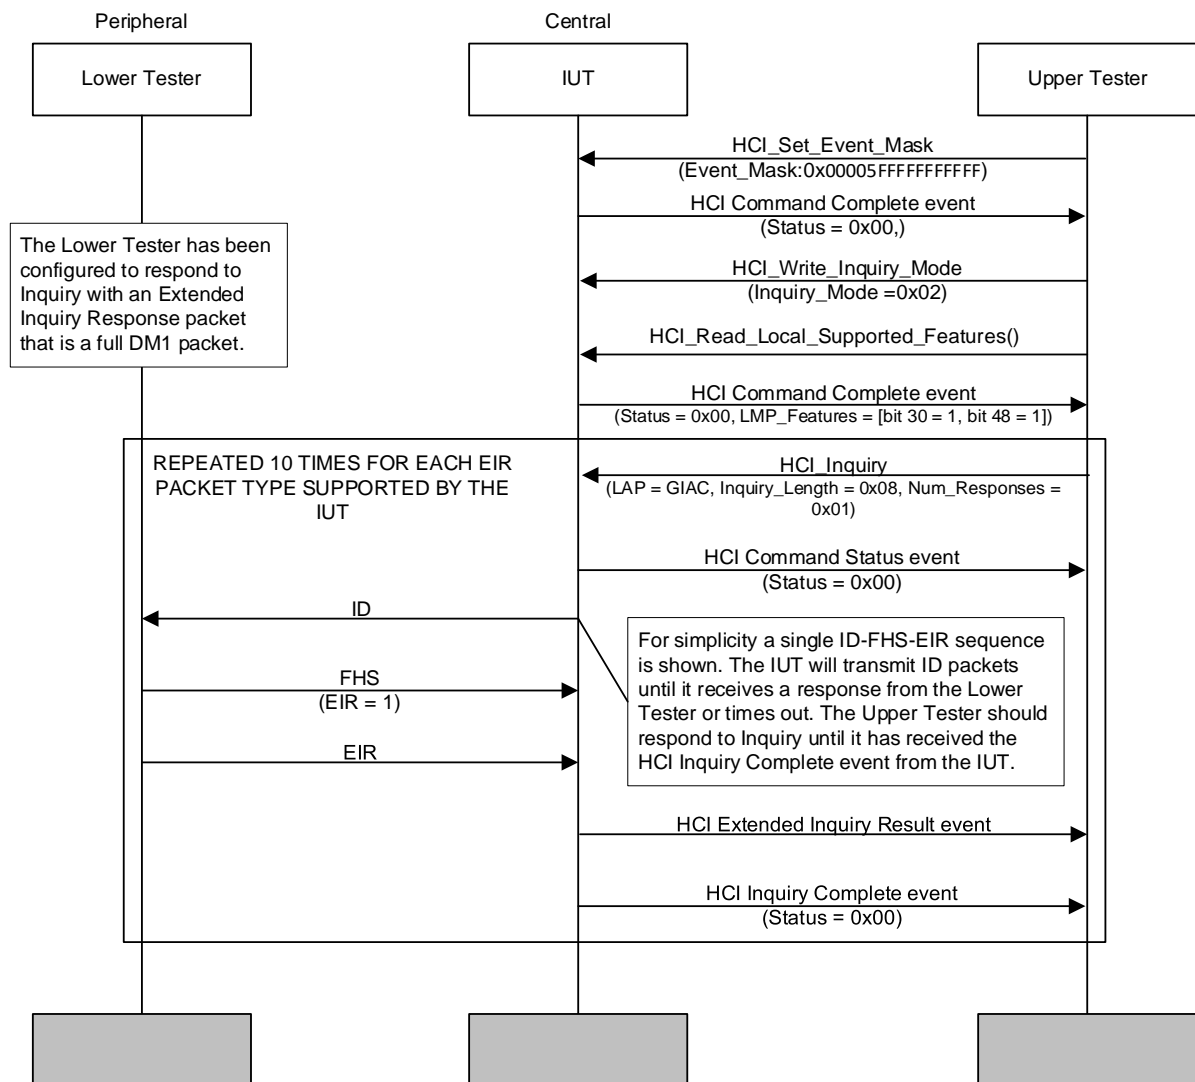 Peripheral
Central
Lower Tester
IUT
Upper Tester
HCI_Set_Event_Mask
(Event_Mask:0x00005FFFFFFFFFFF)
HCI Command Complete event
(Status = 0x00,)
The Lower Tester has been
configured to respond to
Inquiry with an Extended
Inquiry Response packet
that is a full DM1 packet.
HCI_Write_Inquiry_Mode
(Inquiry_Mode =0x02)
HCI_Read_Local_Supported_Features()
HCI Command Complete event
(Status = 0x00, LMP_Features = [bit 30 = 1, bit 48 = 1])
REPEATED 10 TIMES FOR EACH EIR
PACKET TYPE SUPPORTED BY THE
IUT
HCI_Inquiry
(LAP = GIAC, Inquiry_Length = 0x08, Num_Responses =
0x01)
HCI Command Status event
(Status = 0x00)
ID
For simplicity a single ID-FHS-EIR sequence
is shown. The IUT will transmit ID packets
until it receives a response from the Lower
Tester or times out. The Upper Tester should
respond to Inquiry until it has received the
HCI Inquiry Complete event from the IUT.
FHS
(EIR = 1)
EIR
HCI Extended Inquiry Result event
HCI Inquiry Complete event
(Status = 0x00)